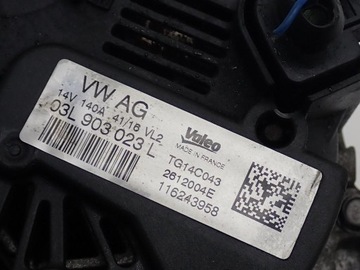 VW AG
14V 140A 41/18 VL2
03L 903 023 L
Valeo
MADE IN FRANCE
TG14C043
2612004E
116243958